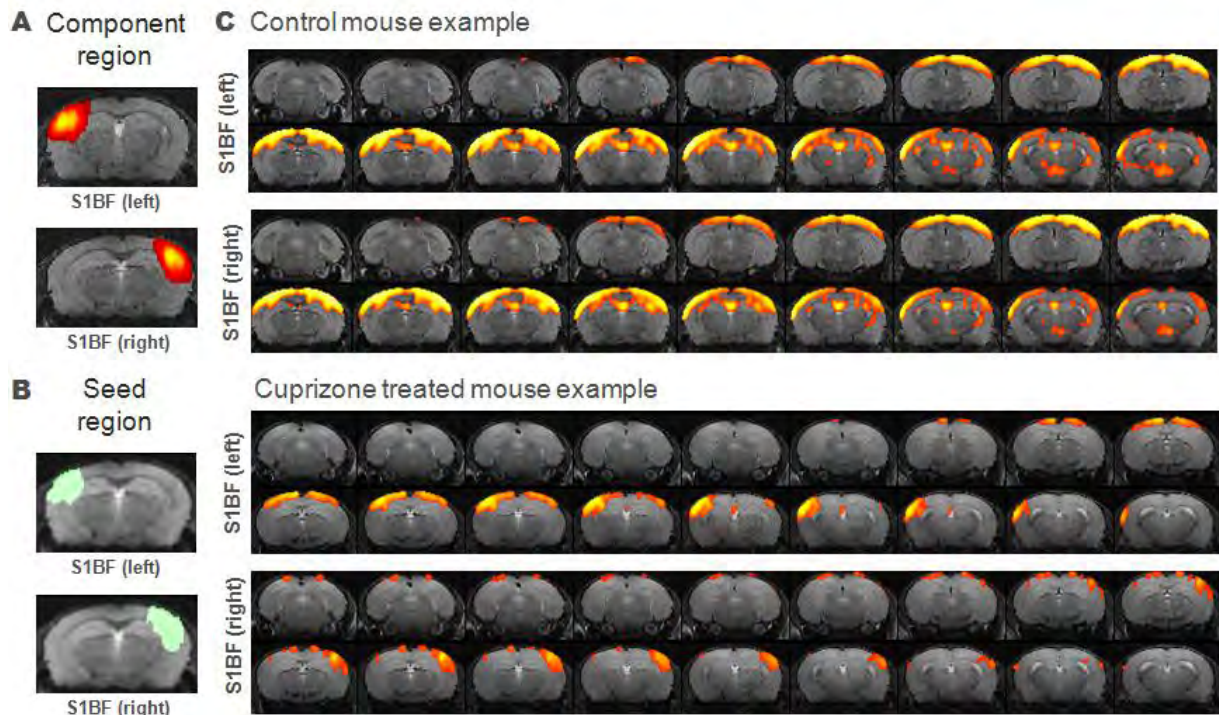 A Component
region
S1BF (left)
S1BF (right)
B Seed
region
S1BF (left)
S1BF (right)
C Control mouse example
S1BF (left)
S1BF (right)
Cuprizone treated mouse example
S1BF (left)
S1BF (right)